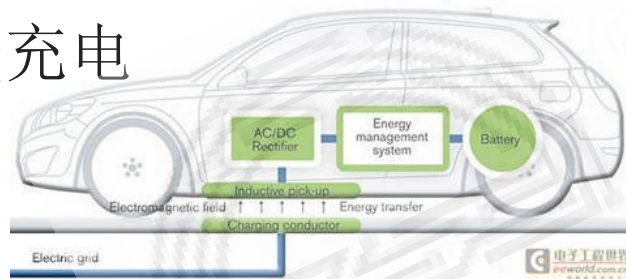 充电
AC/DC
Rectifier
Energy
management
system
Battery
Inductive pick-up
Electromagnetic field
Energy transfer
Charging conductor
Electric grid
电子工程世界
eeworld.com.cn